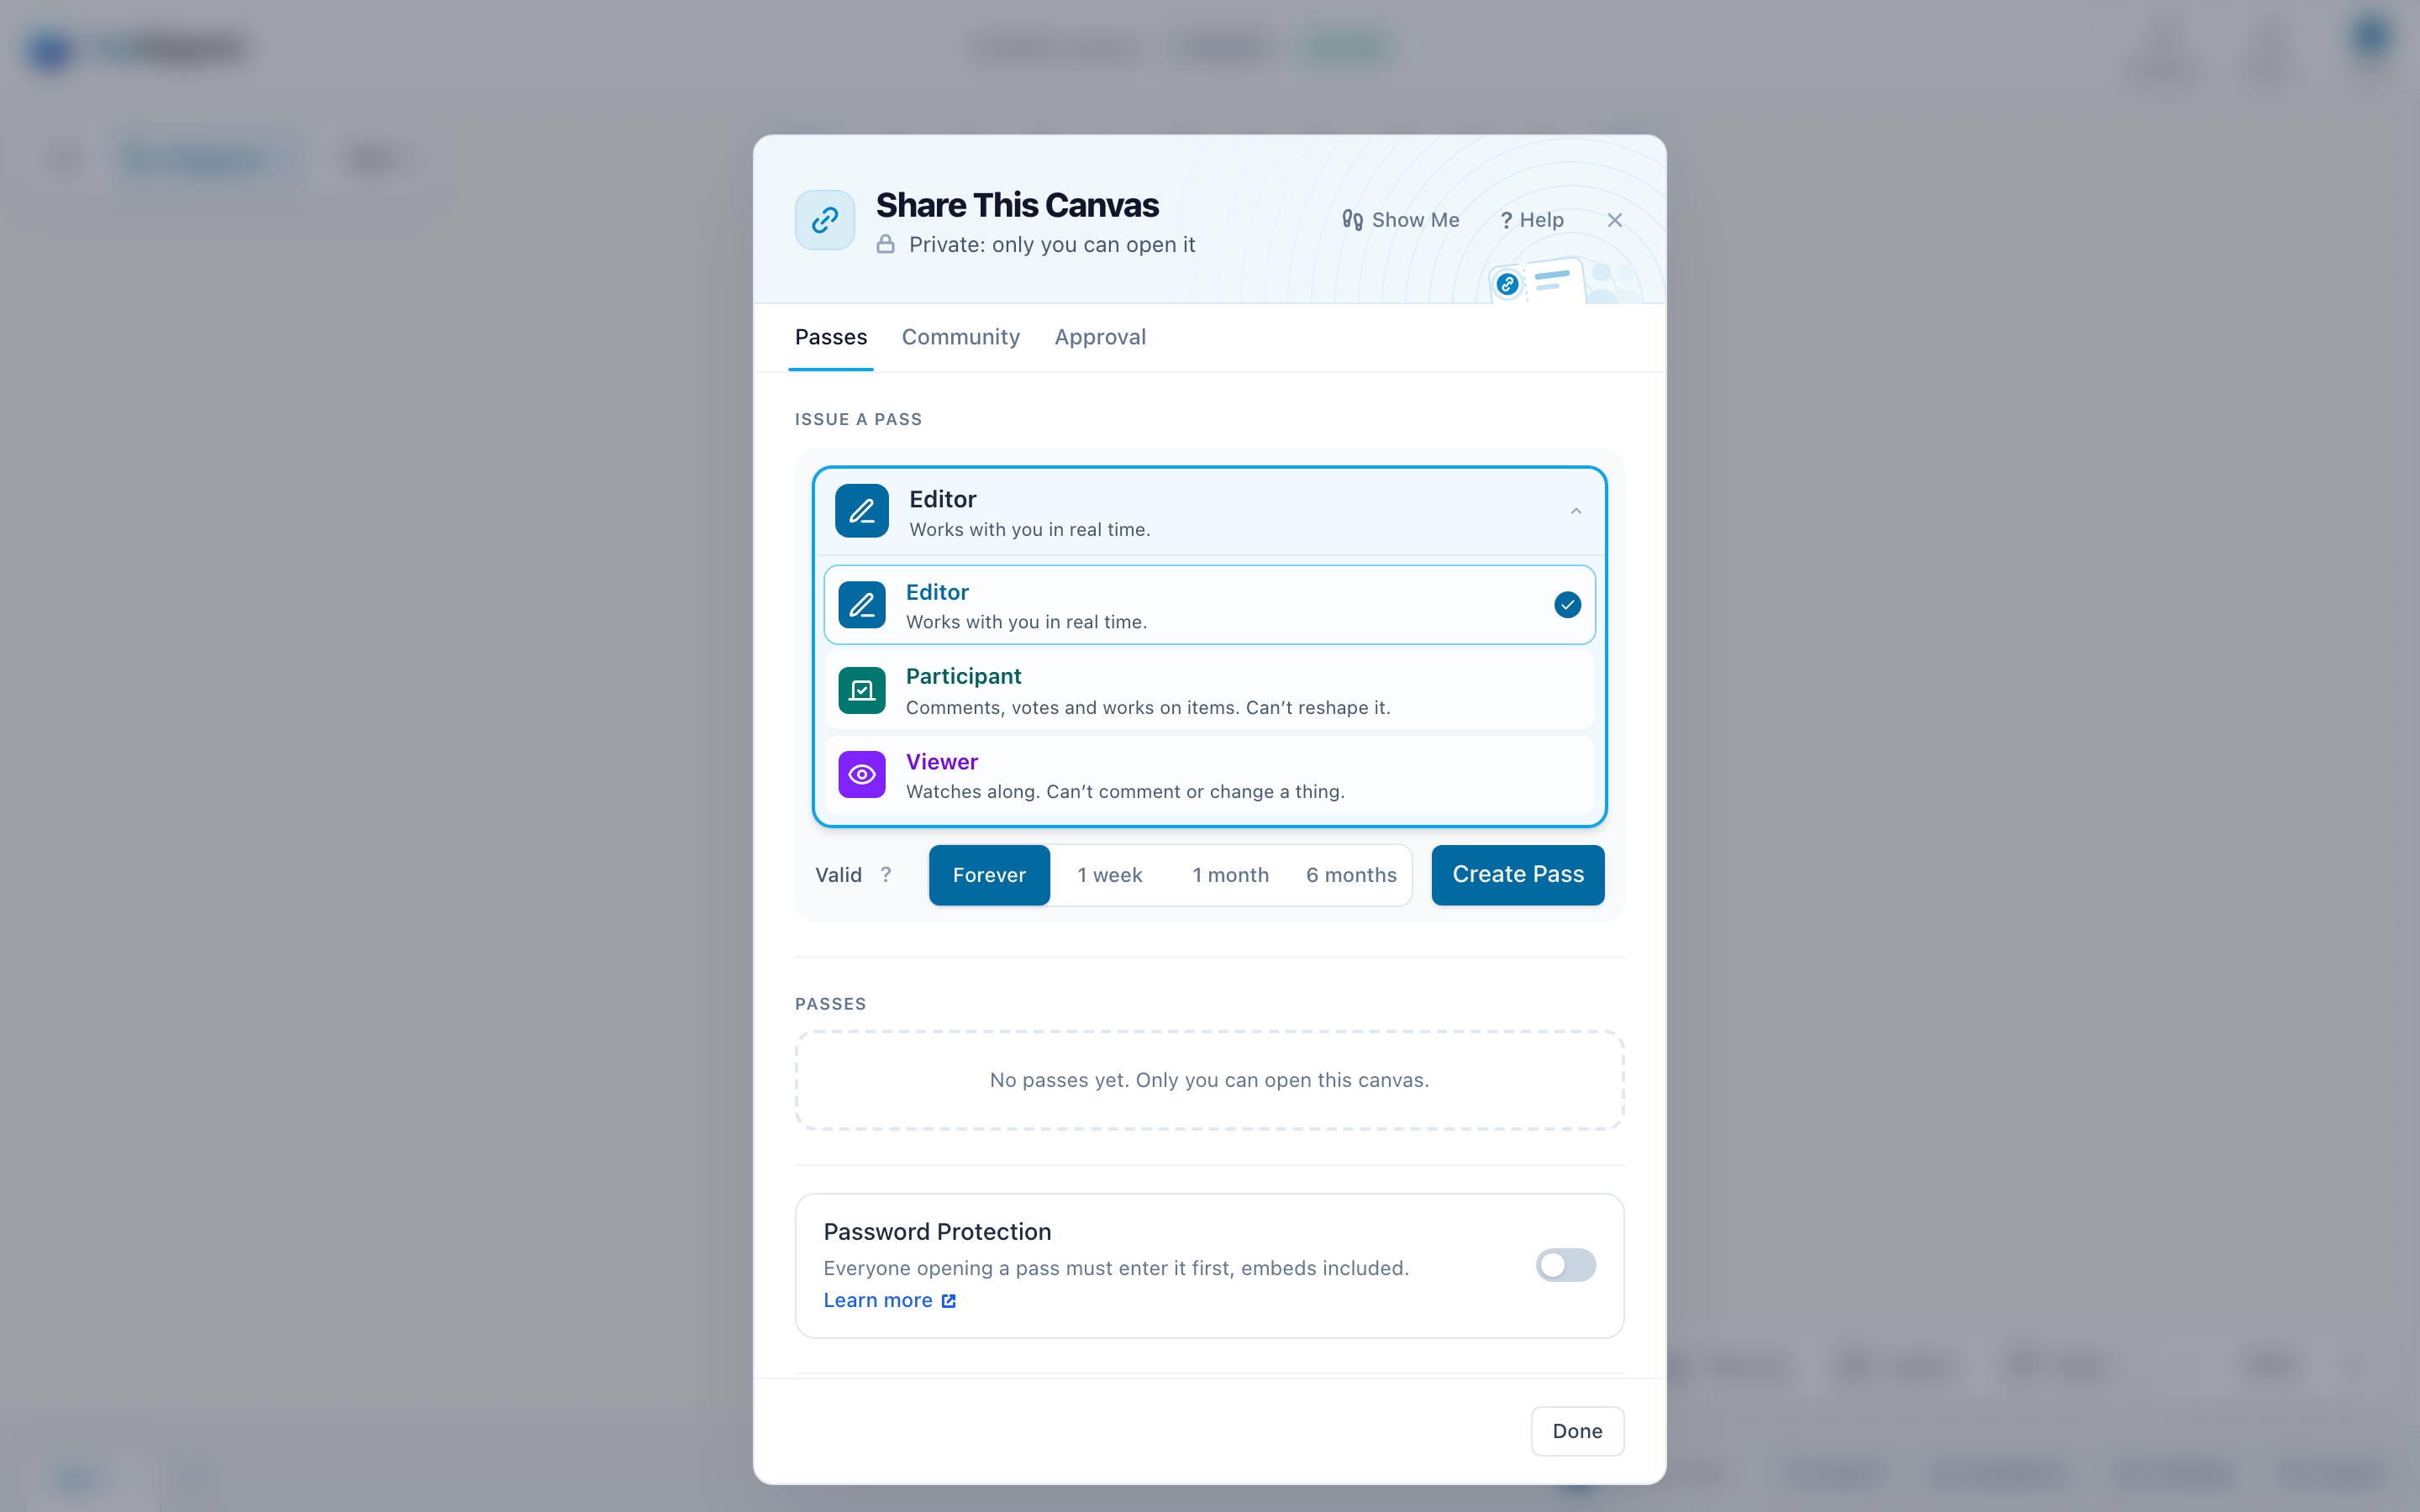 Share This Canvas
Private: only you can open it
Show Me
? Help
Passes
Community
Approval
ISSUE A PASS
Editor
Works with you in real time.
Editor
Works with you in real time.
Participant
Comments, votes and works on items. Can’t reshape it.
Viewer
Watches along. Can’t comment or change a thing.
Valid ?
Forever
1 week
1 month
6 months
Create Pass
PASSES
No passes yet. Only you can open this canvas.
Password Protection
Everyone opening a pass must enter it first, embeds included.
Learn more
Done